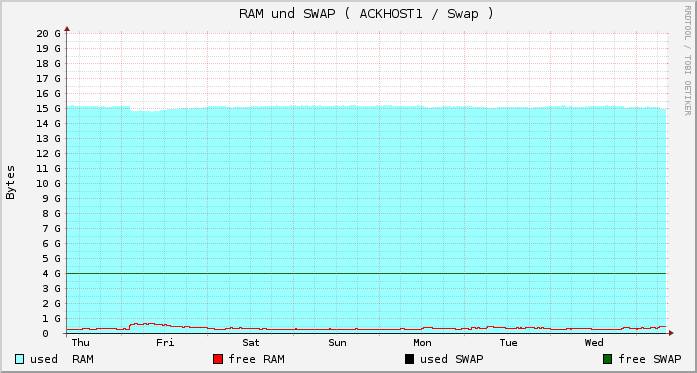 RAM und SWAP ( ACKHOST1 / Swap )
RRDTOOL / TOBI OETIKER
Bytes
20 G
19 G
18 G
17 G
16 G
15 G
14 G
13 G
12 G
11 G
10 G
9 G
8 G
7 G
6 G
5 G
4 G
3 G
2 G
1 G
0
Thu Fri Sat Sun Mon Tue Wed
used RAM free RAM used SWAP free SWAP